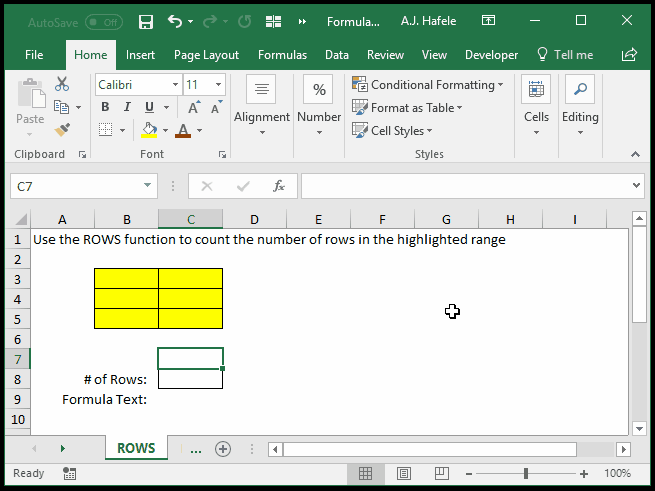 AutoSave Off Formula... A.J. Hafele
File Home Insert Page Layout Formulas Data Review View Developer Tell me
Paste
Calibri 11
B I U A A
A
Alignment
%
Number
Conditional Formatting
Format as Table
Cell Styles
Cells
Editing
Clipboard Font Styles
C7 fx
A B C D E F G H I
1 Use the ROWS function to count the number of rows in the highlighted range
2
3
4
5
6
7
8 # of Rows:
9 Formula Text:
10
ROWS ...
Ready 100%